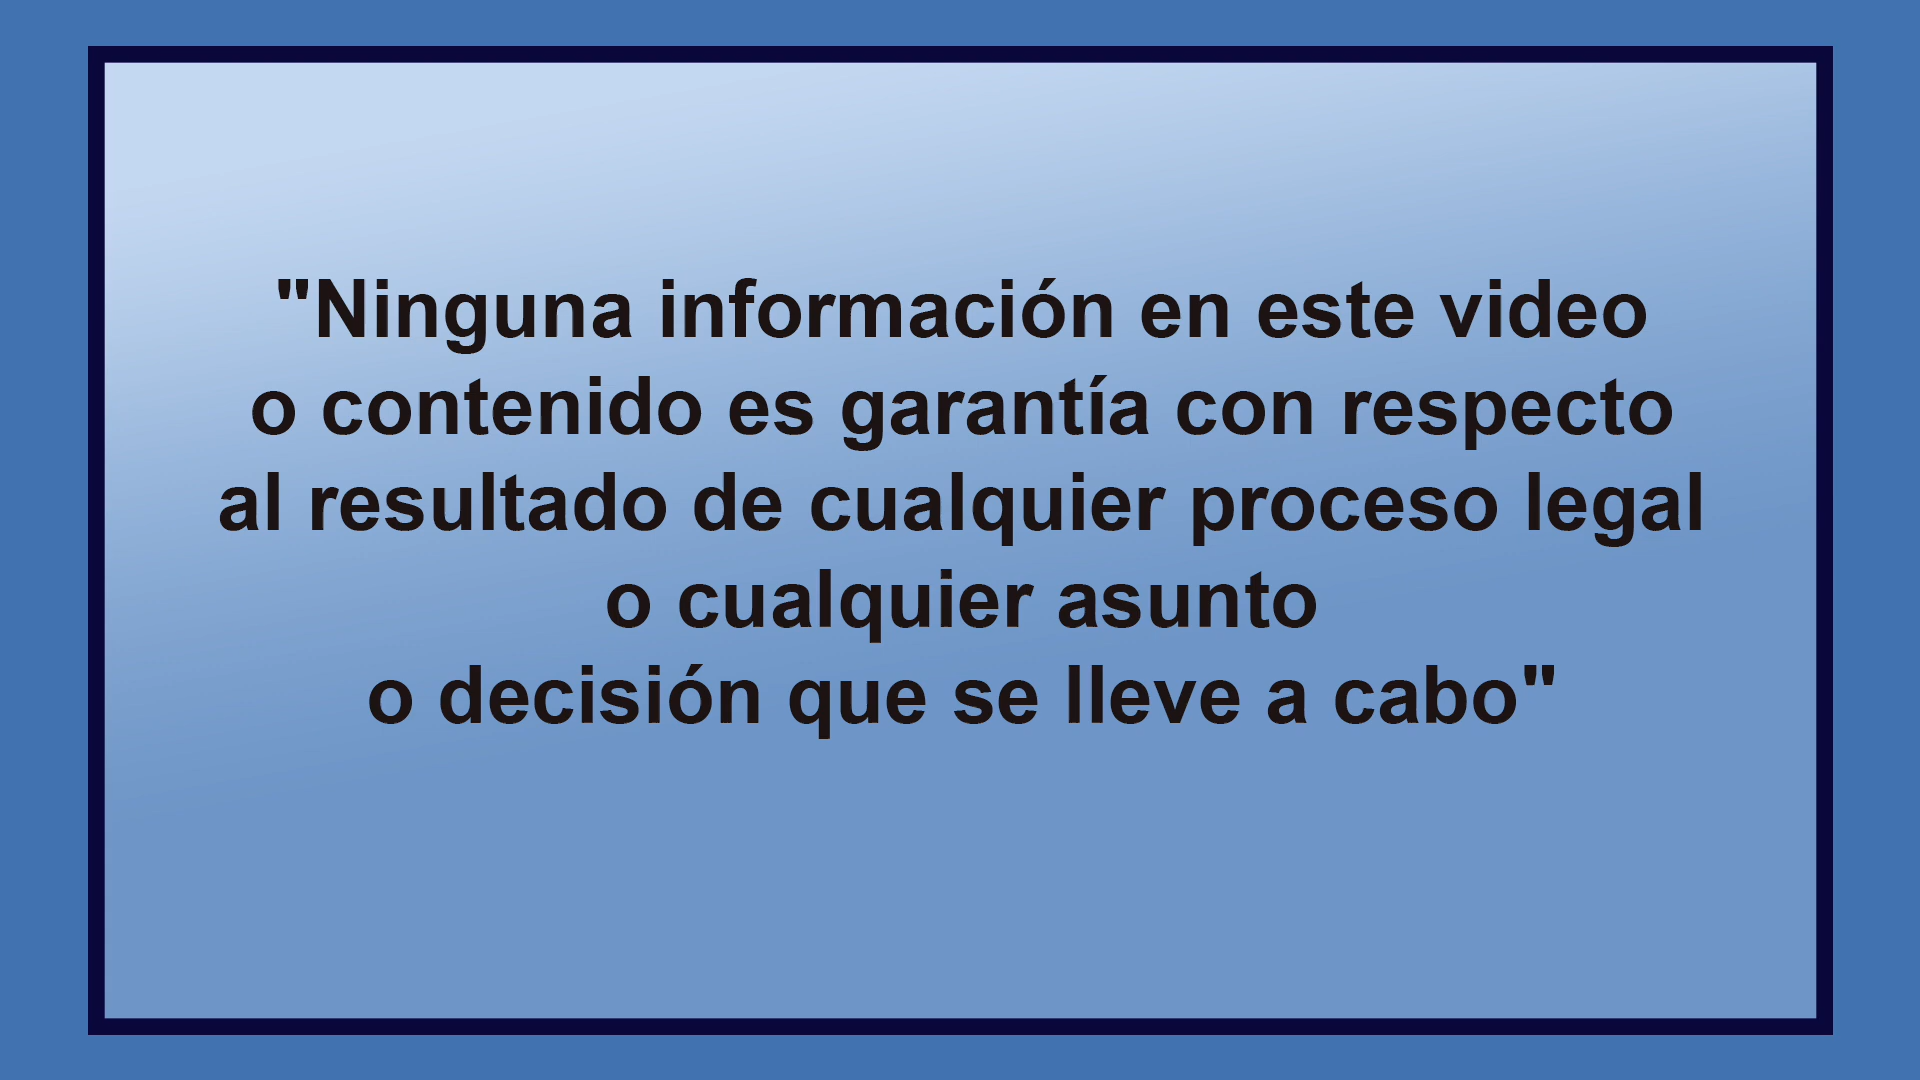 "Ninguna información en este video
o contenido es garantía con respecto
al resultado de cualquier proceso legal
o cualquier asunto
o decisión que se lleve a cabo"